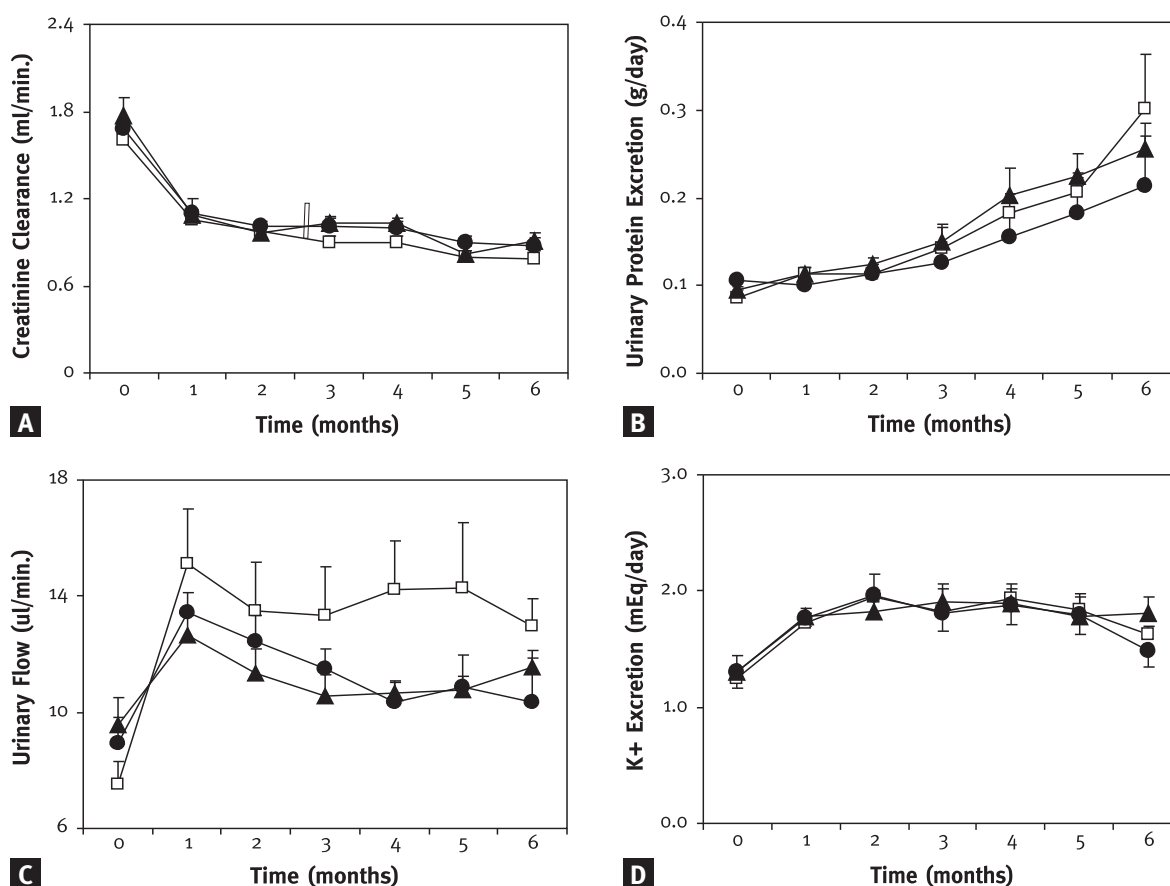 Creatinine Clearance (ml/min.)
2.4
1.8
1.2
0.6
0
0 1 2 3 4 5 6
Time (months)
A
Urinary Protein Excretion (g/day)
0.4
0.3
0.2
0.1
0.0
0 1 2 3 4 5 6
Time (months)
B
Urinary Flow (ul/min.)
18
14
10
6
0 1 2 3 4 5 6
Time (months)
C
K+ Excretion (mEq/day)
3.0
2.0
1.0
0.0
0 1 2 3 4 5 6
Time (months)
D